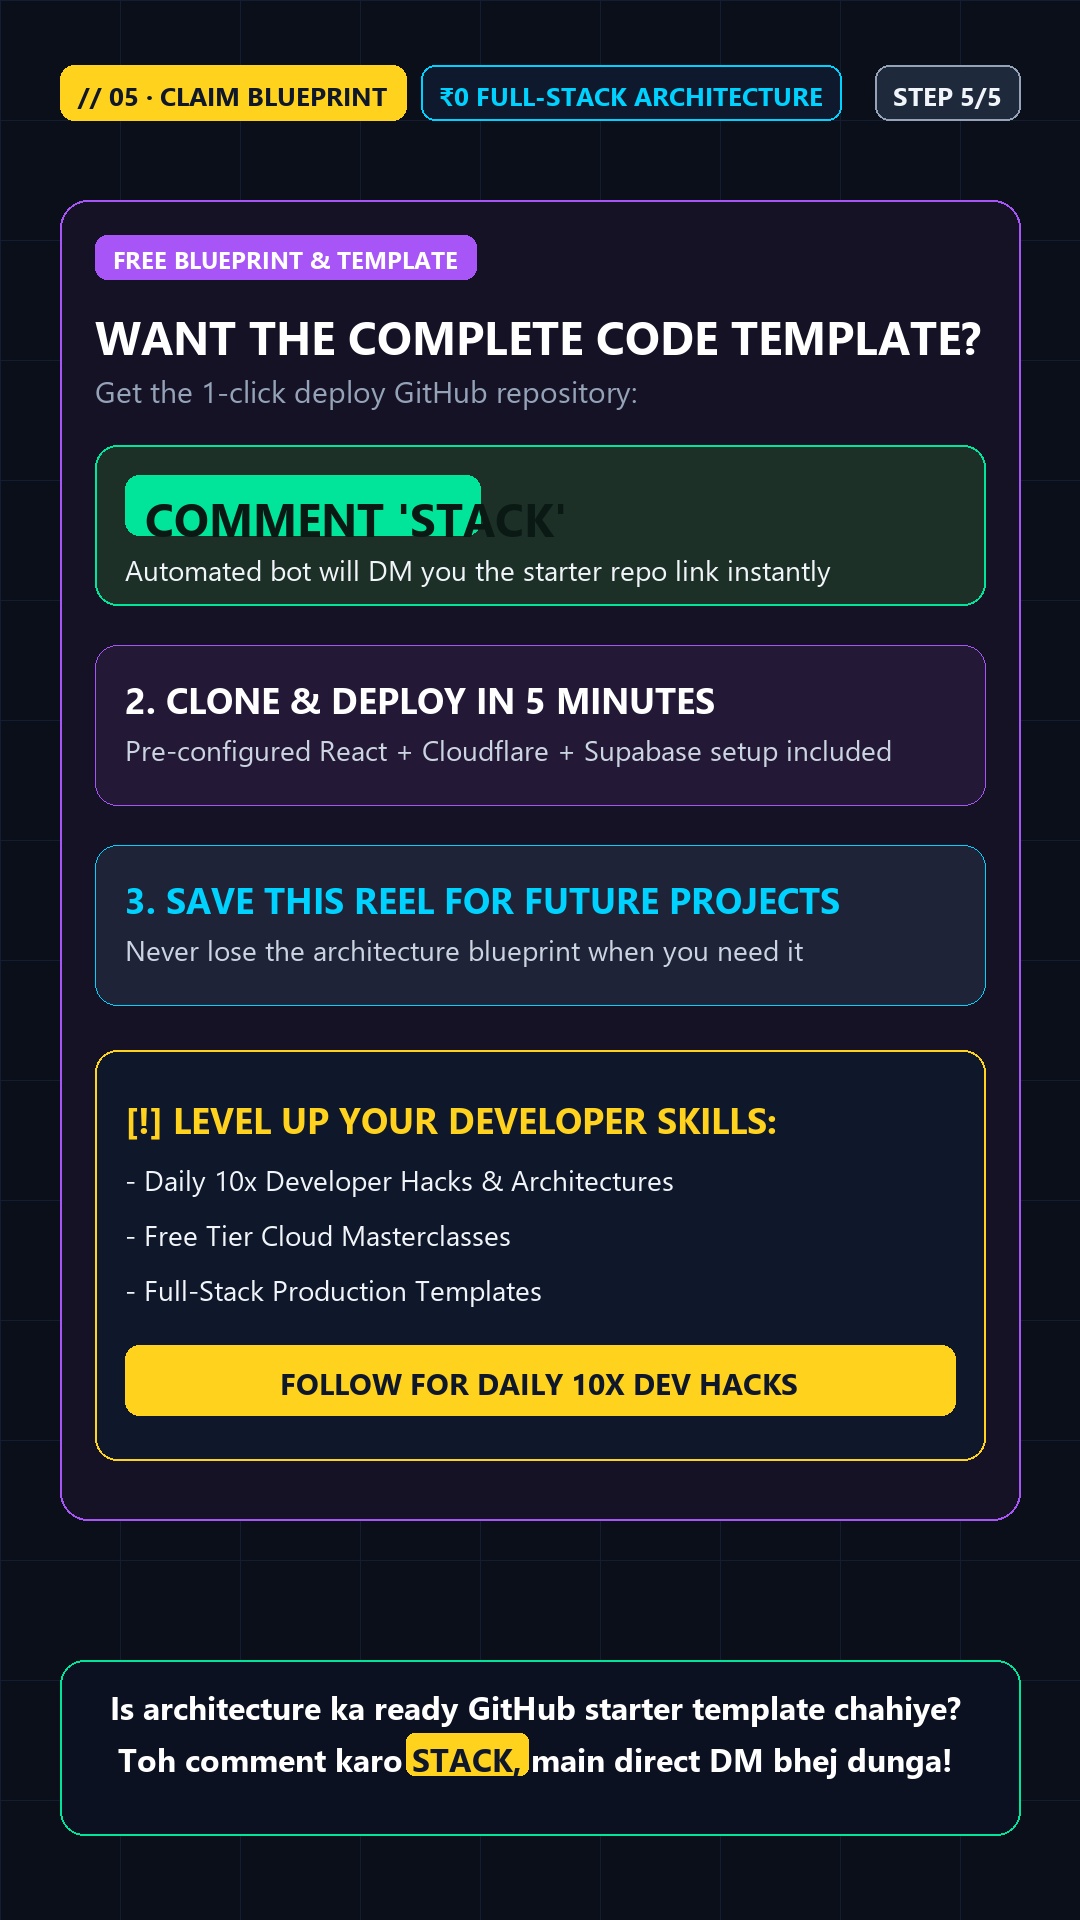 // 05 · CLAIM BLUEPRINT
₹0 FULL-STACK ARCHITECTURE
STEP 5/5
FREE BLUEPRINT & TEMPLATE
WANT THE COMPLETE CODE TEMPLATE?
Get the 1-click deploy GitHub repository:
COMMENT 'STACK'
Automated bot will DM you the starter repo link instantly
2. CLONE & DEPLOY IN 5 MINUTES
Pre-configured React + Cloudflare + Supabase setup included
3. SAVE THIS REEL FOR FUTURE PROJECTS
Never lose the architecture blueprint when you need it
[!] LEVEL UP YOUR DEVELOPER SKILLS:
- Daily 10x Developer Hacks & Architectures
- Free Tier Cloud Masterclasses
- Full-Stack Production Templates
FOLLOW FOR DAILY 10X DEV HACKS
Is architecture ka ready GitHub starter template chahiye?
Toh comment karo STACK, main direct DM bhej dunga!